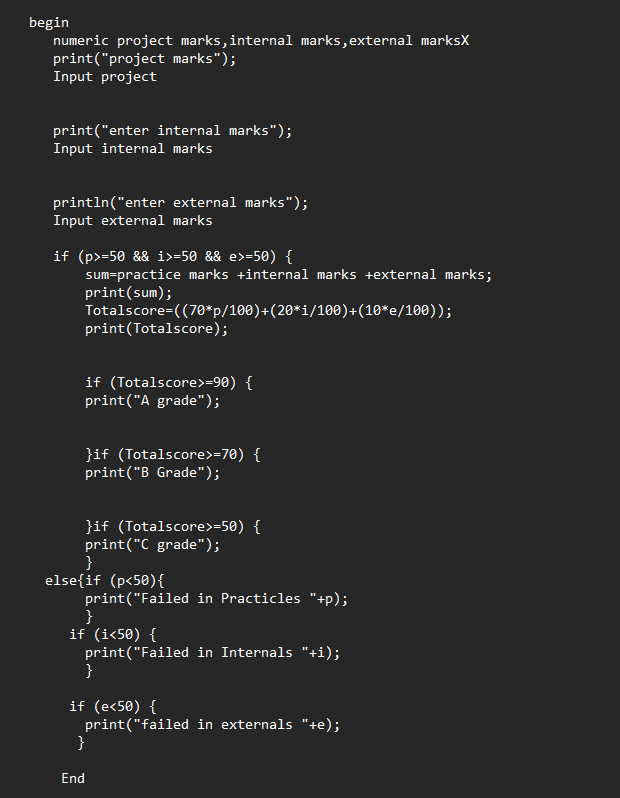 begin
numeric project marks,internal marks,external marksX
print("project marks");
Input project
print("enter internal marks");
Input internal marks
println("enter external marks");
Input external marks
if (p>=50 && i>=50 && e>=50) {
sum=practice marks +internal marks +external marks;
print(sum);
Totalscore=((70*p/100)+(20*i/100)+(10*e/100));
print(Totalscore);
if (Totalscore>=90) {
print("A grade");
}if (Totalscore>=70) {
print("B Grade");
}if (Totalscore>=50) {
print("C grade");
}
else{if (p<50){
print("Failed in Practicles "+p);
}
if (i<50) {
print("Failed in Internals "+i);
}
if (e<50) {
print("failed in externals "+e);
}
End